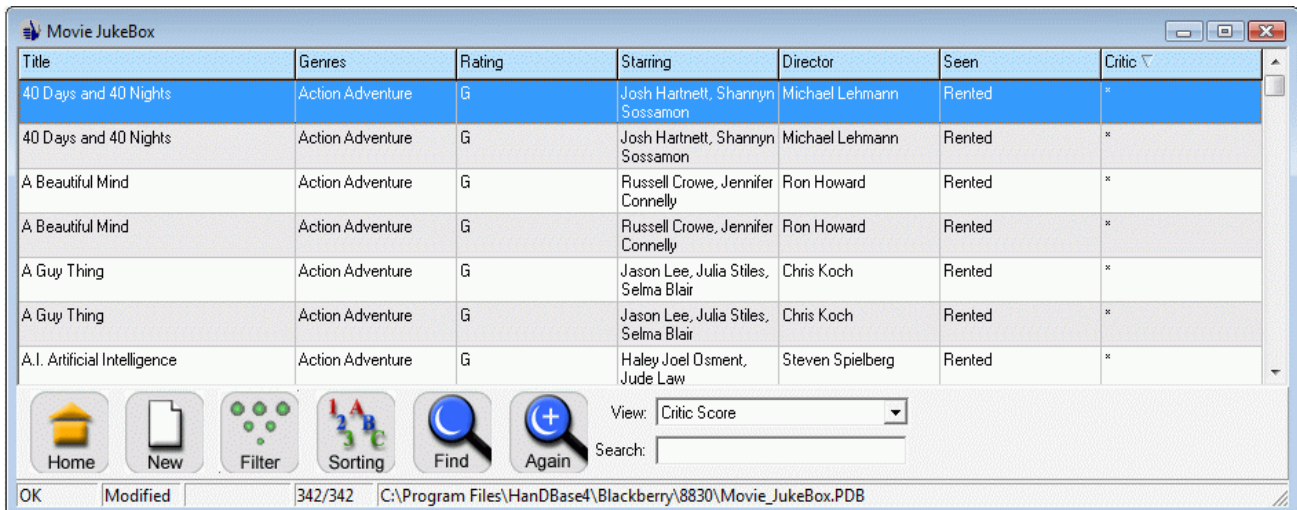 Movie JukeBox
Title Genres Rating Starring Director Seen Critic
40 Days and 40 Nights Action Adventure G Josh Hartnett, Shannyn Michael Lehmann Rented *
Sossamon
40 Days and 40 Nights Action Adventure G Josh Hartnett, Shannyn Michael Lehmann Rented *
Sossamon
A Beautiful Mind Action Adventure G Russell Crowe, Jennifer Ron Howard Rented *
Connelly
A Beautiful Mind Action Adventure G Russell Crowe, Jennifer Ron Howard Rented *
Connelly
A Guy Thing Action Adventure G Jason Lee, Julia Stiles, Chris Koch Rented *
Selma Blair
A Guy Thing Action Adventure G Jason Lee, Julia Stiles, Chris Koch Rented *
Selma Blair
A.I. Artificial Intelligence Action Adventure G Haley Joel Osment, Steven Spielberg Rented *
Jude Law
1 2 3 A B C
View: Critic Score
Search:
Home New Filter Sorting Find Again
OK Modified 342/342 C:\Program Files\HanDBase4\Blackberry\8830\Movie_JukeBox.PDB